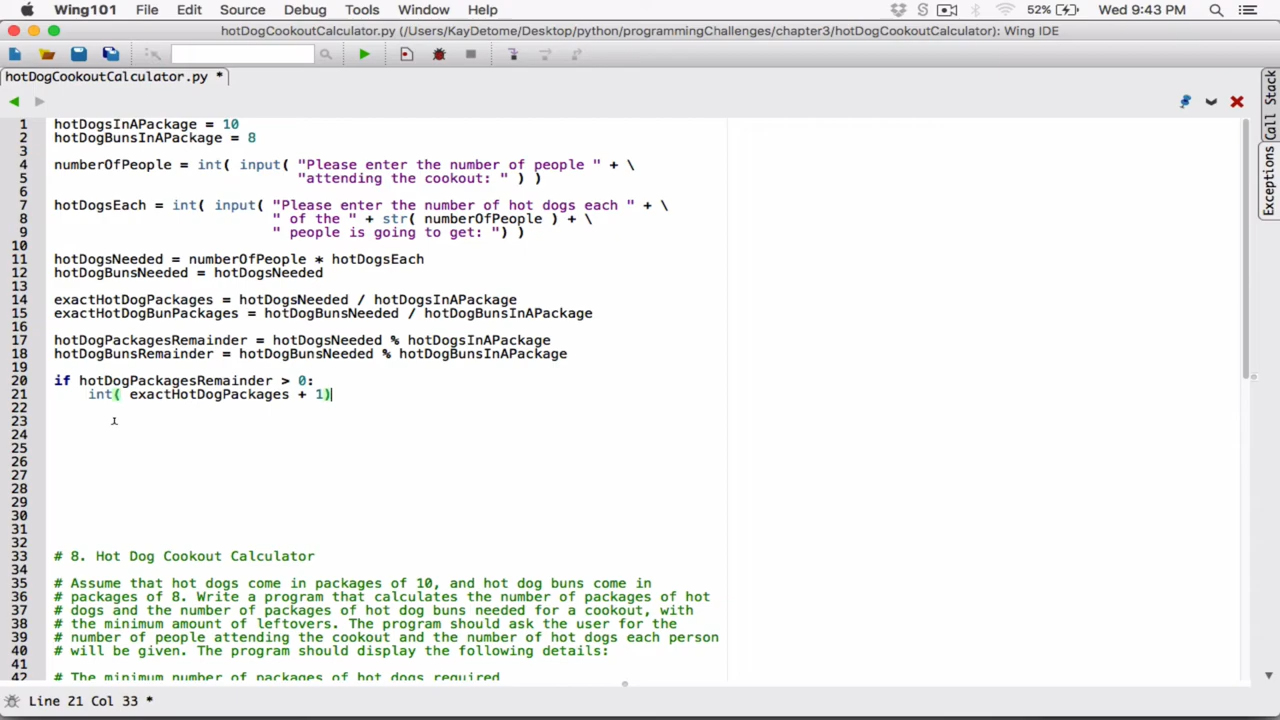 Wing101 File Edit Source Debug Tools Window Help 52% Wed 9:43 PM
hotDogCookoutCalculator.py (/Users/KayDetome/Desktop/python/programmingChallenges/chapter3/hotDogCookoutCalculator): Wing IDE
hotDogCookoutCalculator.py *
1 hotDogsInAPackage = 10
2 hotDogBunsInAPackage = 8
3
4 numberOfPeople = int( input( "Please enter the number of people " + \
5 "attending the cookout: " ) )
6
7 hotDogsEach = int( input( "Please enter the number of hot dogs each " + \
8 " of the " + str( numberOfPeople ) + \
9 " people is going to get: ") )
10
11 hotDogsNeeded = numberOfPeople * hotDogsEach
12 hotDogBunsNeeded = hotDogsNeeded
13
14 exactHotDogPackages = hotDogsNeeded / hotDogsInAPackage
15 exactHotDogBunPackages = hotDogBunsNeeded / hotDogBunsInAPackage
16
17 hotDogPackagesRemainder = hotDogsNeeded % hotDogsInAPackage
18 hotDogBunsRemainder = hotDogBunsNeeded % hotDogBunsInAPackage
19
20 if hotDogPackagesRemainder > 0:
21 int( exactHotDogPackages + 1)
22
23
24
25
26
27
28
29
30
31
32
33 # 8. Hot Dog Cookout Calculator
34
35 # Assume that hot dogs come in packages of 10, and hot dog buns come in
36 # packages of 8. Write a program that calculates the number of packages of hot
37 # dogs and the number of packages of hot dog buns needed for a cookout, with
38 # the minimum amount of leftovers. The program should ask the user for the
39 # number of people attending the cookout and the number of hot dogs each person
40 # will be given. The program should display the following details:
41
42 # The minimum number of packages of hot dogs required
Call Stack
Exceptions
Line 21 Col 33 *